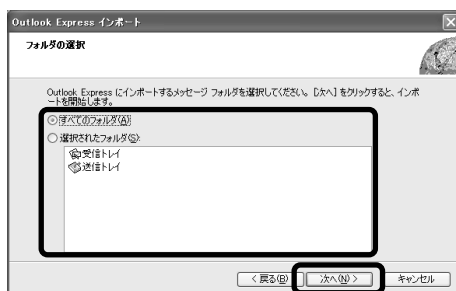 Outlook Express インポート
フォルダの選択
Outlook Express にインポートするメッセージ フォルダを選択してください。[次へ] をクリックすると、インポ
ートを開始します。
すべてのフォルダ(A)
選択されたフォルダ(S):
受信トレイ
送信トレイ
< 戻る(B) 次へ(N) > キャンセル